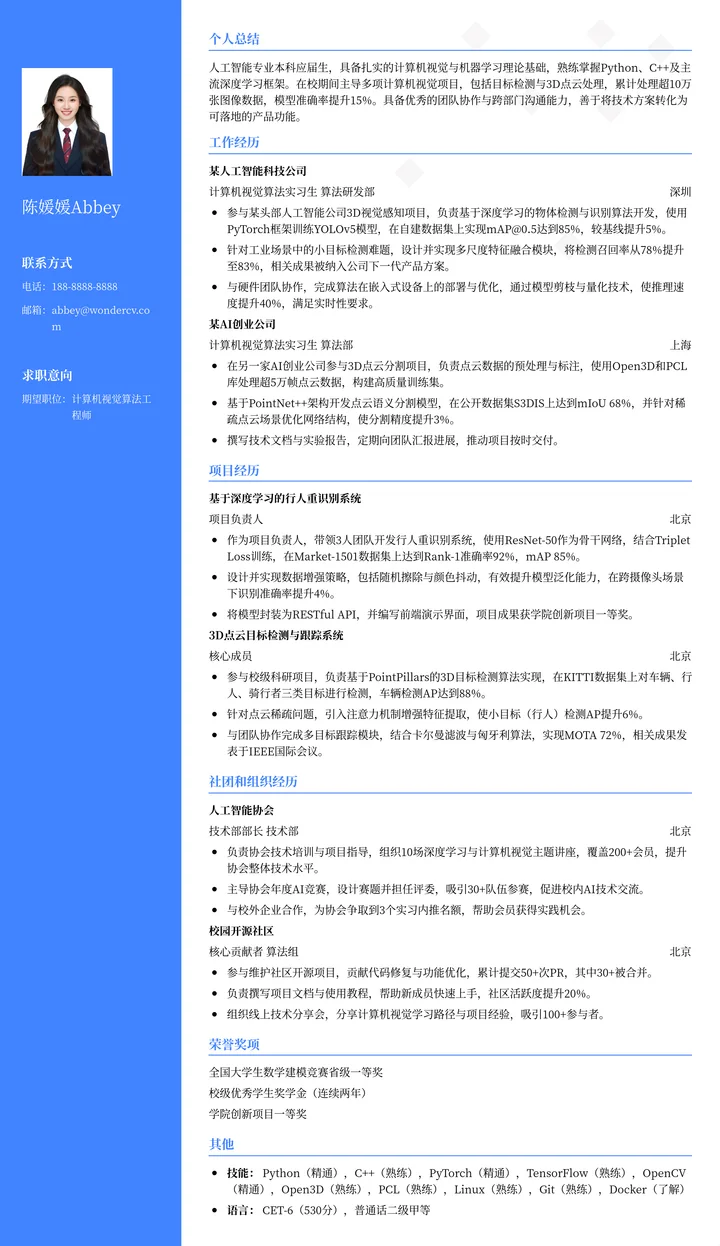 陈媛媛Abbey
联系方式
电话：188-8888-8888
邮箱：abbey@wondercv.co
m
求职意向
期望职位：计算机视觉算法工
程师
个人总结
人工智能专业本科应届生，具备扎实的计算机视觉与机器学习理论基础，熟练掌握Python、C++及主
流深度学习框架。在校期间主导多项计算机视觉项目，包括目标检测与3D点云处理，累计处理超10万
张图像数据，模型准确率提升15%。具备优秀的团队协作与跨部门沟通能力，善于将技术方案转化为
可落地的产品功能。
工作经历
某人工智能科技公司
计算机视觉算法实习生 算法研发部 深圳
• 参与某头部人工智能公司3D视觉感知项目，负责基于深度学习的物体检测与识别算法开发，使用
PyTorch框架训练YOLOv5模型，在自建数据集上实现mAP@0.5达到85%，较基线提升5%。
• 针对工业场景中的小目标检测难题，设计并实现多尺度特征融合模块，将检测召回率从78%提升
至83%，相关成果被纳入公司下一代产品方案。
• 与硬件团队协作，完成算法在嵌入式设备上的部署与优化，通过模型剪枝与量化技术，使推理速
度提升40%，满足实时性要求。
某AI创业公司
计算机视觉算法实习生 算法部 上海
• 在另一家AI创业公司参与3D点云分割项目，负责点云数据的预处理与标注，使用Open3D和PCL
库处理超5万帧点云数据，构建高质量训练集。
• 基于PointNet++架构开发点云语义分割模型，在公开数据集S3DIS上达到mIoU 68%，并针对稀
疏点云场景优化网络结构，使分割精度提升3%。
• 撰写技术文档与实验报告，定期向团队汇报进展，推动项目按时交付。
项目经历
基于深度学习的行人重识别系统
项目负责人 北京
• 作为项目负责人，带领3人团队开发行人重识别系统，使用ResNet-50作为骨干网络，结合Triplet
Loss训练，在Market-1501数据集上达到Rank-1准确率92%，mAP 85%。
• 设计并实现数据增强策略，包括随机擦除与颜色抖动，有效提升模型泛化能力，在跨摄像头场景
下识别准确率提升4%。
• 将模型封装为RESTful API，并编写前端演示界面，项目成果获学院创新项目一等奖。
3D点云目标检测与跟踪系统
核心成员 北京
• 参与校级科研项目，负责基于PointPillars的3D目标检测算法实现，在KITTI数据集上对车辆、行
人、骑行者三类目标进行检测，车辆检测AP达到88%。
• 针对点云稀疏问题，引入注意力机制增强特征提取，使小目标（行人）检测AP提升6%。
• 与团队协作完成多目标跟踪模块，结合卡尔曼滤波与匈牙利算法，实现MOTA 72%，相关成果发
表于IEEE国际会议。
社团和组织经历
人工智能协会
技术部部长 技术部 北京
• 负责协会技术培训与项目指导，组织10场深度学习与计算机视觉主题讲座，覆盖200+会员，提升
协会整体技术水平。
• 主导协会年度AI竞赛，设计赛题并担任评委，吸引30+队伍参赛，促进校内AI技术交流。
• 与校外企业合作，为协会争取到3个实习内推名额，帮助会员获得实践机会。
校园开源社区
核心贡献者 算法组 北京
• 参与维护社区开源项目，贡献代码修复与功能优化，累计提交50+次PR，其中30+被合并。
• 负责撰写项目文档与使用教程，帮助新成员快速上手，社区活跃度提升20%。
• 组织线上技术分享会，分享计算机视觉学习路径与项目经验，吸引100+参与者。
荣誉奖项
全国大学生数学建模竞赛省级一等奖
校级优秀学生奖学金（连续两年）
学院创新项目一等奖
其他
• 技能： Python（精通）, C++（熟练）, PyTorch（精通）, TensorFlow（熟练）, OpenCV
（精通）, Open3D（熟练）, PCL（熟练）, Linux（熟练）, Git（熟练）, Docker（了解）
• 语言： CET-6（530分）, 普通话二级甲等